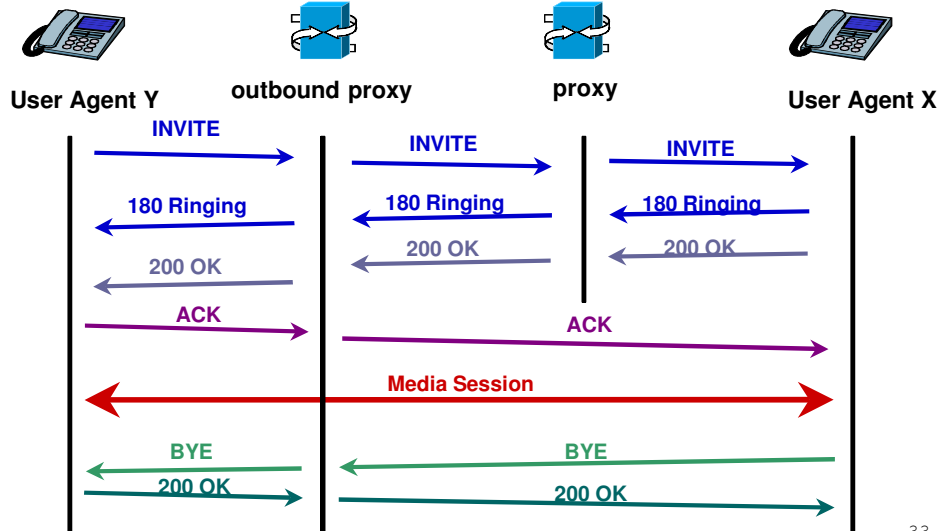 User Agent Y
outbound proxy
proxy
User Agent X
INVITE
INVITE
INVITE
180 Ringing
180 Ringing
180 Ringing
200 OK
200 OK
200 OK
ACK
ACK
Media Session
BYE
BYE
200 OK
200 OK
33